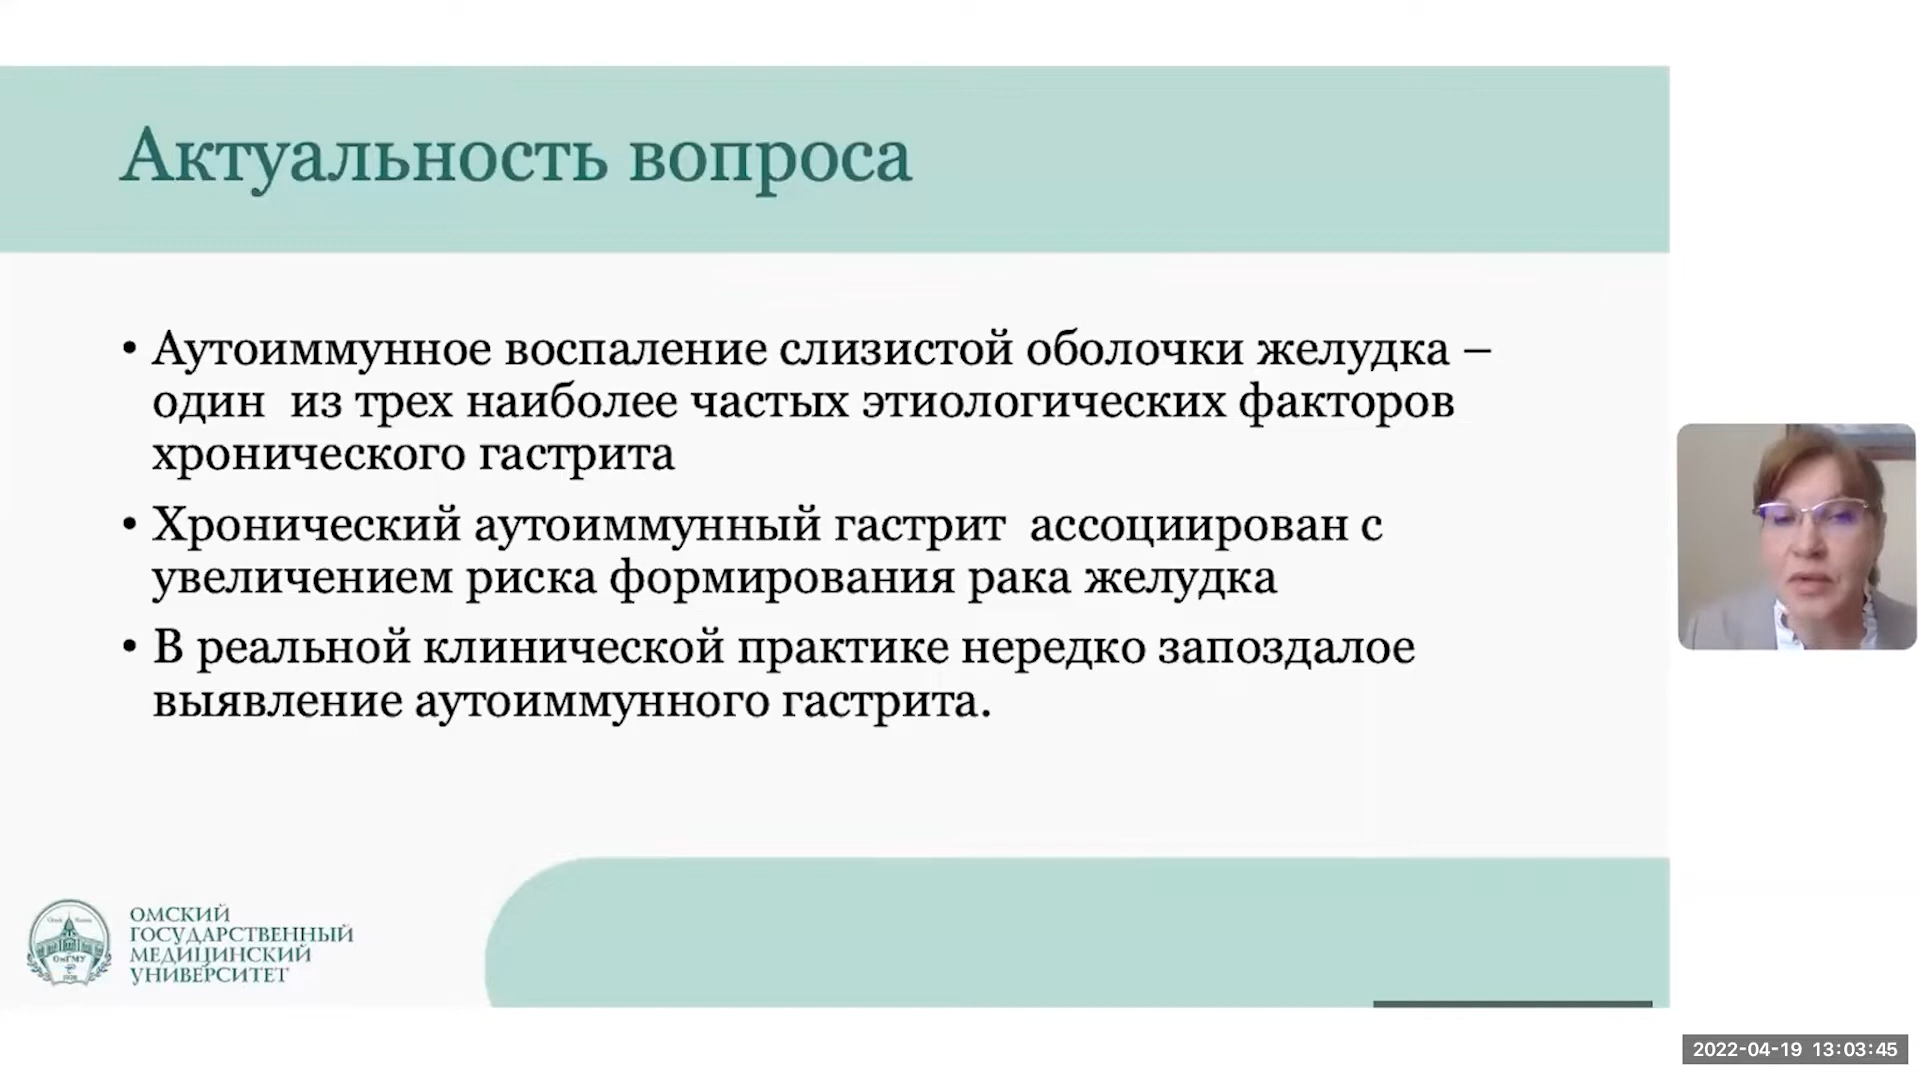 Актуальность вопроса
• Аутоиммунное воспаление слизистой оболочки желудка –
один из трех наиболее частых этиологических факторов
хронического гастрита
• Хронический аутоиммунный гастрит ассоциирован с
увеличением риска формирования рака желудка
• В реальной клинической практике нередко запоздалое
выявление аутоиммунного гастрита.
ОмГМУ
ОМСКИЙ
ГОСУДАРСТВЕННЫЙ
МЕДИЦИНСКИЙ
УНИВЕРСИТЕТ
2022-04-19 13:03:45